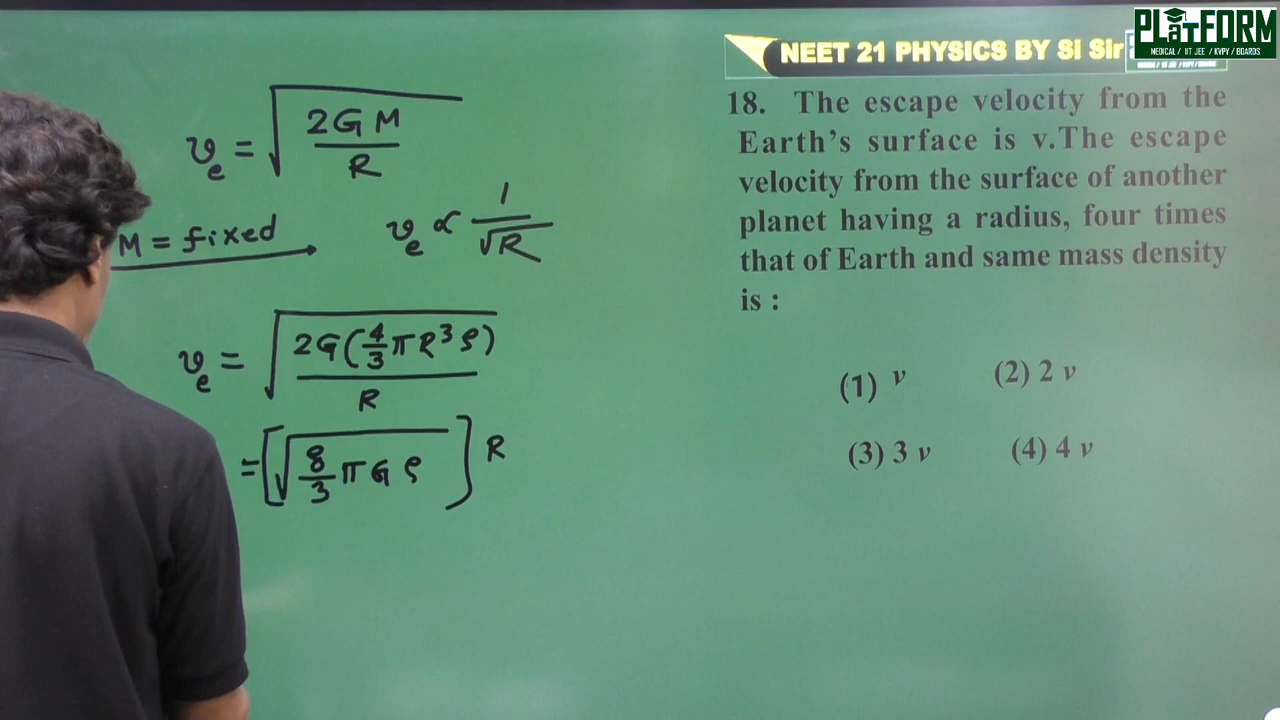 PLATFORM
MEDICAL / IIT JEE / KVPY / BOARDS
NEET 21 PHYSICS BY SI Sir
18. The escape velocity from the
Earth's surface is v.The escape
velocity from the surface of another
planet having a radius, four times
that of Earth and same mass density
is :
(1) v (2) 2 v
(3) 3 v (4) 4 v
v_e = √(2GM/R)
M = fixed → v_e ∝ 1/√R
v_e = √(2G(4/3 πR³ρ)/R)
= [√(8/3 πGρ)] R